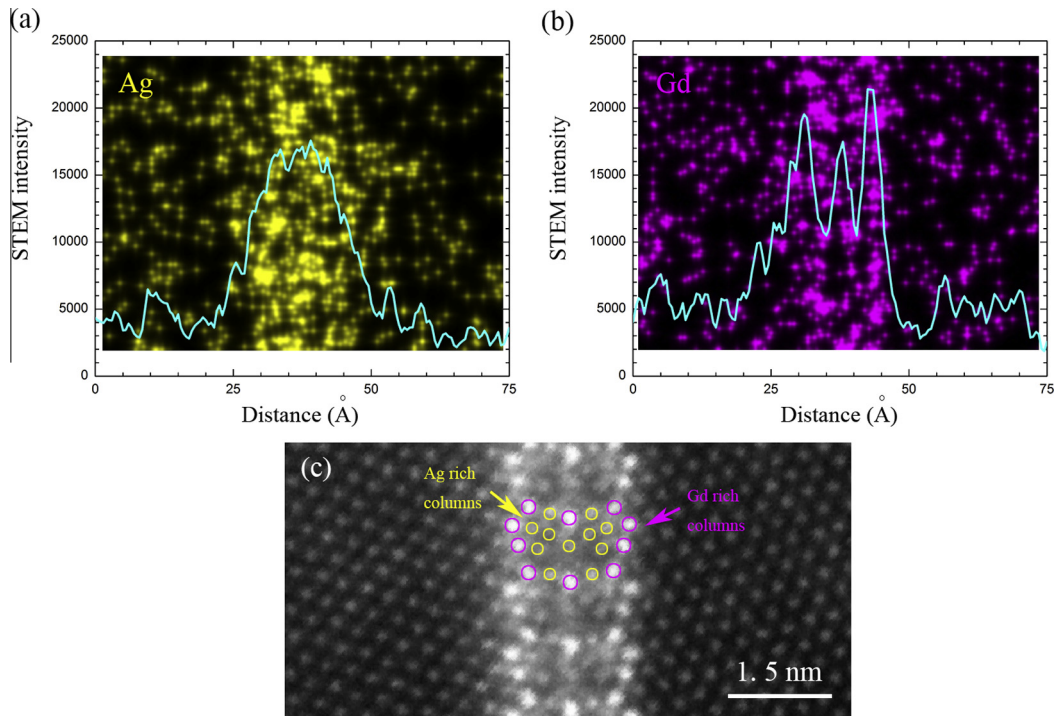 (a)
(b)
25000
20000
15000
10000
5000
0
STEM intensity
Ag
0
25
50
75
Distance (Å)
25000
20000
15000
10000
5000
0
STEM intensity
Gd
0
25
50
75
Distance (Å)
(c)
Ag rich
columns
Gd rich
columns
1. 5 nm